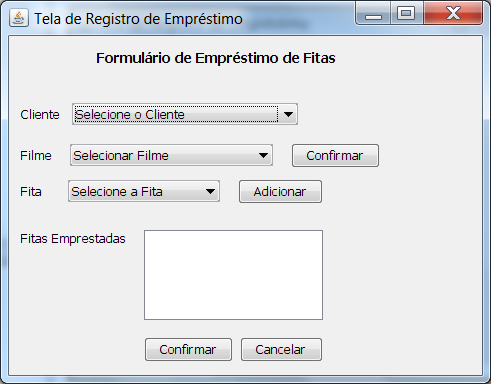 Tela de Registro de Empréstimo
Formulário de Empréstimo de Fitas
Cliente Selecione o Cliente
Filme Selecionar Filme Confirmar
Fita Selecione a Fita Adicionar
Fitas Emprestadas
Confirmar Cancelar